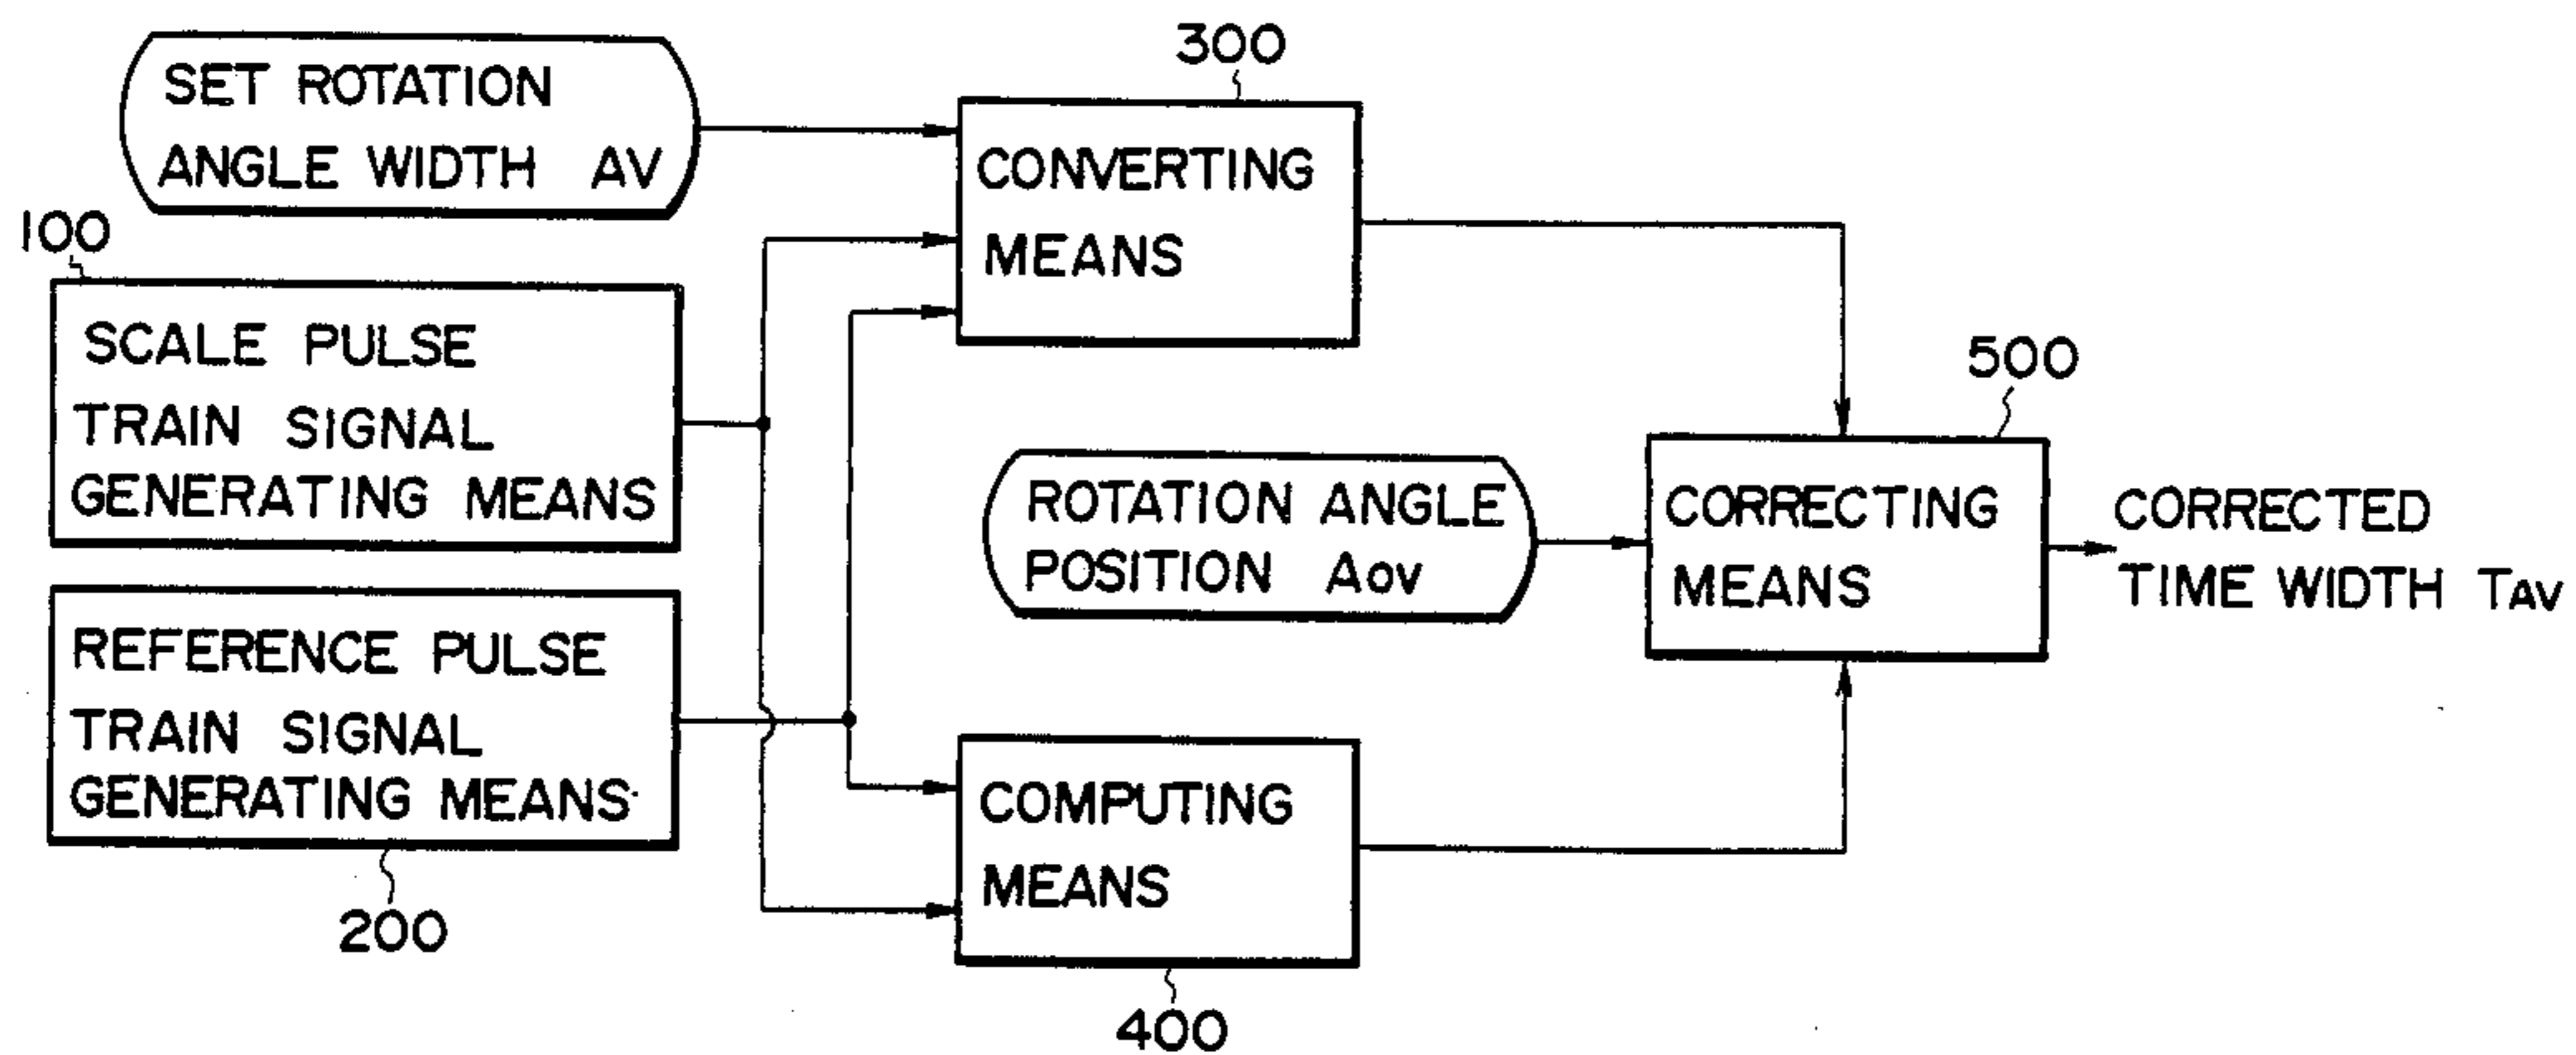 300
SET ROTATION
ANGLE WIDTH AV
CONVERTING
MEANS
100
SCALE PULSE
TRAIN SIGNAL
GENERATING MEANS
500
ROTATION ANGLE
POSITION AOV
CORRECTING
MEANS
CORRECTED
TIME WIDTH TAV
REFERENCE PULSE
TRAIN SIGNAL
GENERATING MEANS
200
COMPUTING
MEANS
400